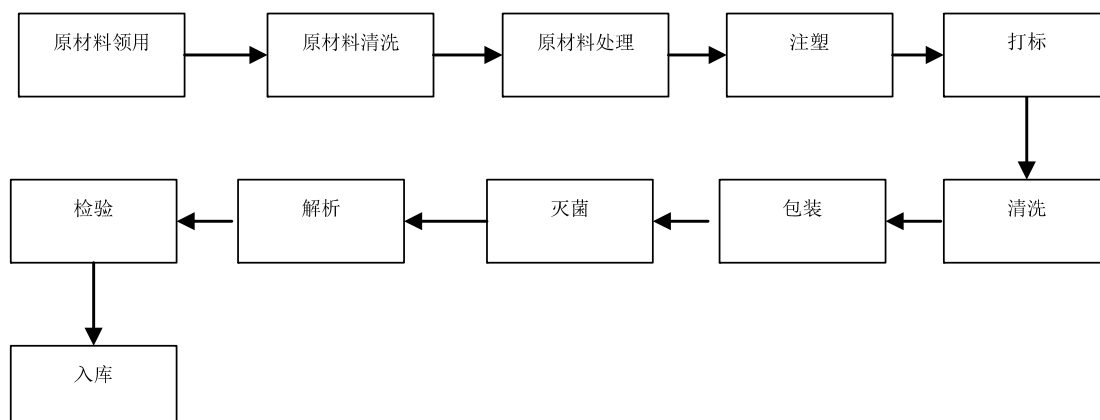 原材料领用
原材料清洗
原材料处理
注塑
打标
清洗
包装
灭菌
解析
检验
入库